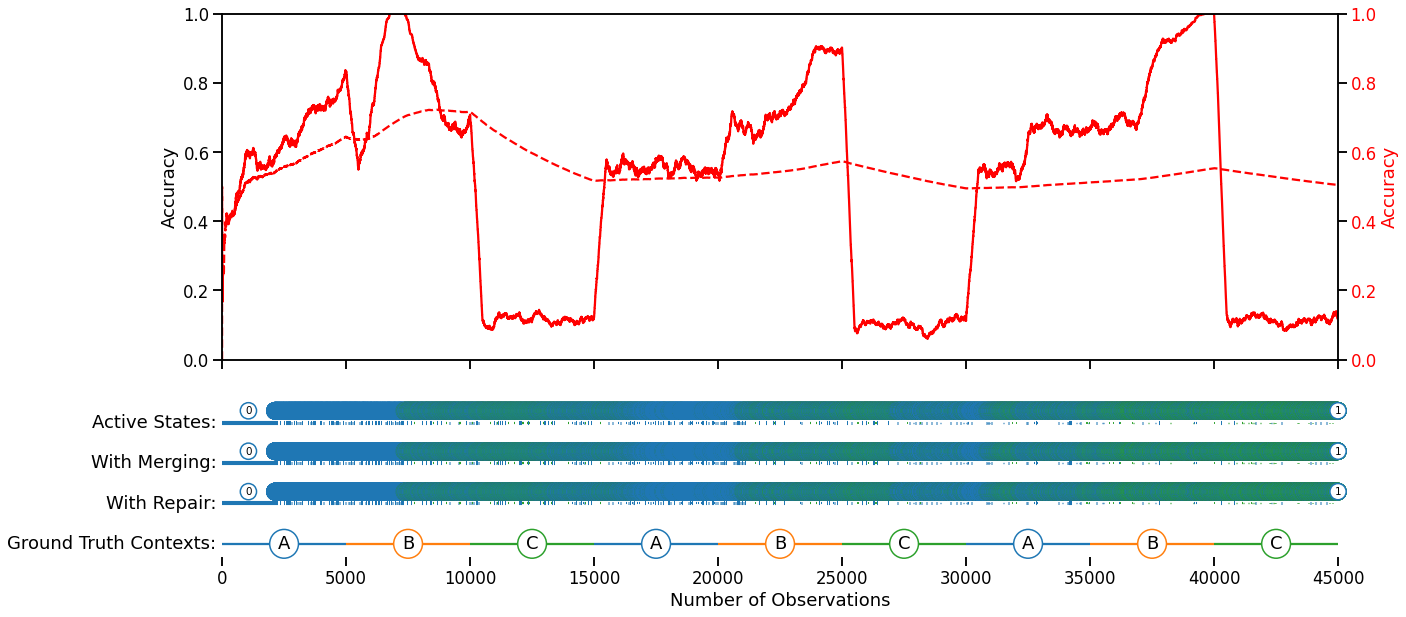 1.0
0.8
0.6
0.4
0.2
0.0
Accuracy
1.0
0.8
0.6
0.4
0.2
0.0
Accuracy
Active States: 0 1
With Merging: 0 1
With Repair: 0 1
Ground Truth Contexts: A B C A B C A B C
0 5000 10000 15000 20000 25000 30000 35000 40000 45000
Number of Observations